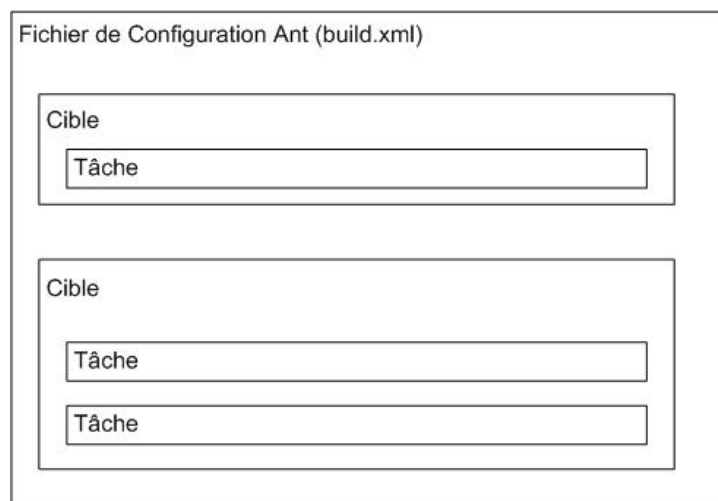 Fichier de Configuration Ant (build.xml)
Cible
Tâche
Cible
Tâche
Tâche